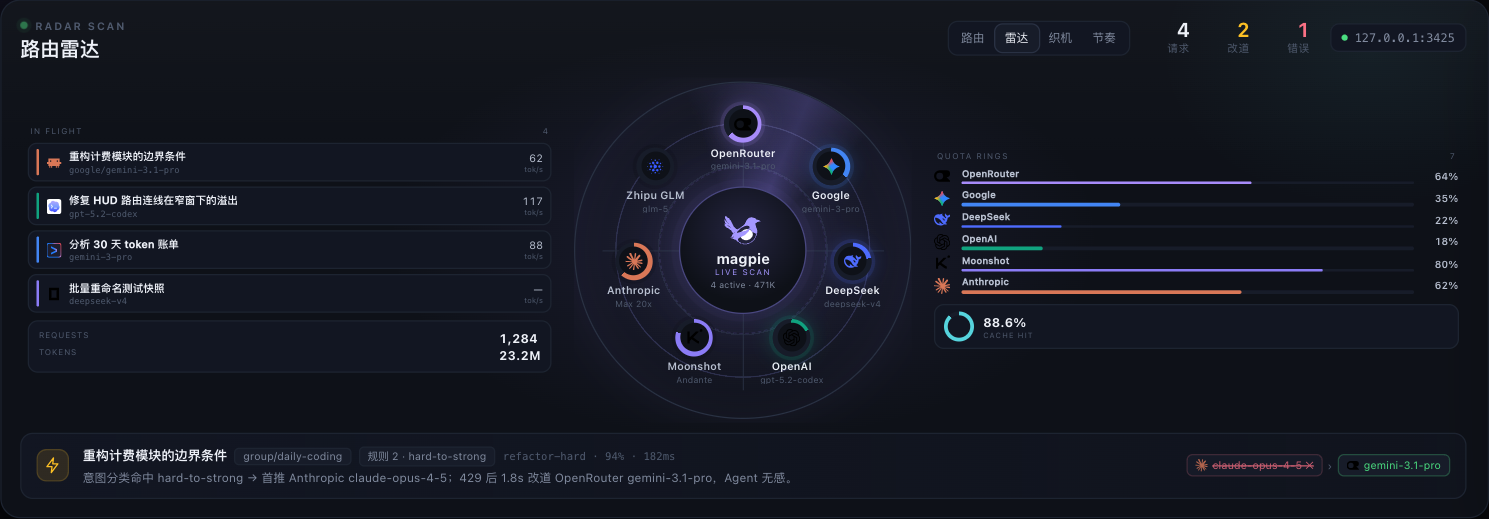 RADAR SCAN
路由雷达
路由 雷达 织机 节奏
4 请求
2 改道
1 错误
127.0.0.1:3425
IN FLIGHT 4
重构计费模块的边界条件
google/gemini-3.1-pro
62 tok/s
修复 HUD 路由连线在窄窗下的溢出
gpt-5.2-codex
117 tok/s
分析 30 天 token 账单
gemini-3-pro
88 tok/s
批量重命名测试快照
deepseek-v4
— tok/s
REQUESTS 1,284
TOKENS 23.2M
OpenRouter
gemini-3.1-pro
Google
gemini-3-pro
DeepSeek
deepseek-v4
OpenAI
gpt-5.2-codex
Moonshot
Andante
Anthropic
Max 20x
Zhipu GLM
glm-5
magpie
LIVE SCAN
4 active · 471K
QUOTA RINGS 7
OpenRouter 64%
Google 35%
DeepSeek 22%
OpenAI 18%
Moonshot 80%
Anthropic 62%
88.6%
CACHE HIT
重构计费模块的边界条件 group/daily-coding 规则 2 · hard-to-strong refactor-hard · 94% · 182ms
意图分类命中 hard-to-strong → 首推 Anthropic claude-opus-4-5；429 后 1.8s 改道 OpenRouter gemini-3.1-pro，Agent 无感。
claude-opus-4-5 ✕ › gemini-3.1-pro